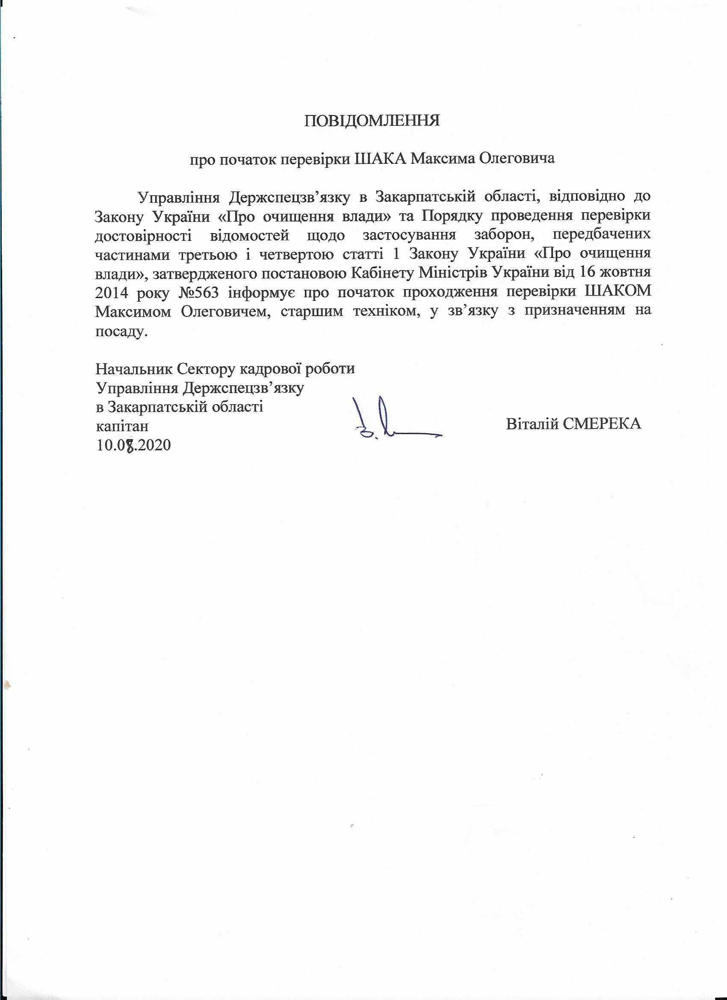 ПОВІДОМЛЕННЯ
про початок перевірки ШАКА Максима Олеговича
Управління Держспецзв’язку в Закарпатській області, відповідно до
Закону України «Про очищення влади» та Порядку проведення перевірки
достовірності відомостей щодо застосування заборон, передбачених
частинами третьою і четвертою статті 1 Закону України «Про очищення
влади», затвердженого постановою Кабінету Міністрів України від 16 жовтня
2014 року №563 інформує про початок проходження перевірки ШАКОМ
Максимом Олеговичем, старшим техніком, у зв’язку з призначенням на
посаду.
Начальник Сектору кадрової роботи
Управління Держспецзв’язку
в Закарпатській області
капітан
Віталій СМЕРЕКА
10.08.2020